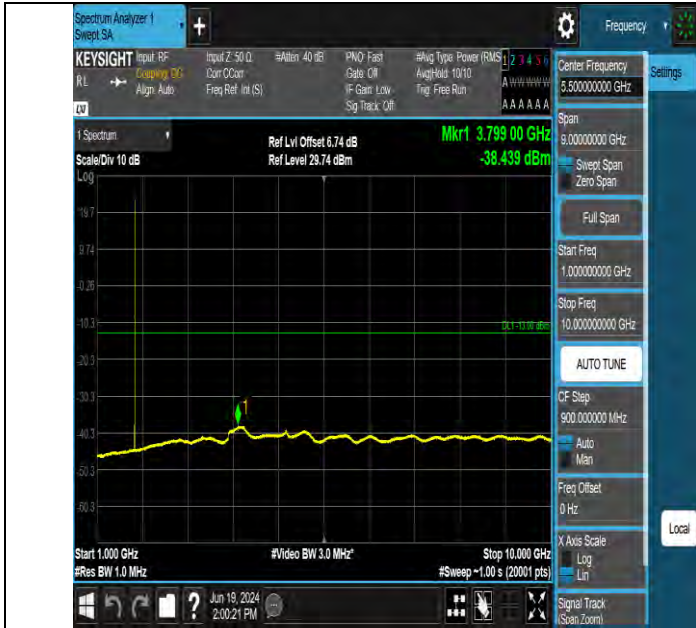 Spectrum Analyzer 1
Swept SA
+
Frequency
KEYSIGHT
RL
Input: RF
Coupling: DC
Align: Auto
Input Z: 50 Ω
Corr CCorr
Freq Ref: Int (S)
#Atten: 40 dB
PNO: Fast
Gate: Off
IF Gain: Low
Sig Track: Off
#Avg Type: Power (RMS
Avg|Hold: 10/10
Trig: Free Run
1 2 3 4 5 6
A W W W W W
A A A A A A
1 Spectrum
Scale/Div 10 dB
Log
Ref Lvl Offset 6.74 dB
Ref Level 29.74 dBm
Mkr1 3.799 00 GHz
-38.439 dBm
19.7
9.74
-0.26
-10.3
-20.3
-30.3
-40.3
-50.3
-60.3
DL1 -13.00 dBm
1
Start 1.000 GHz
#Res BW 1.0 MHz
#Video BW 3.0 MHz*
Stop 10.000 GHz
#Sweep ~1.00 s (20001 pts)
Center Frequency
5.500000000 GHz
Settings
Span
9.00000000 GHz
Swept Span
Zero Span
Full Span
Start Freq
1.000000000 GHz
Stop Freq
10.000000000 GHz
AUTO TUNE
CF Step
900.000000 MHz
Auto
Man
Freq Offset
0 Hz
X Axis Scale
Log
Lin
Local
Signal Track
(Span Zoom)
?
Jun 19, 2024
2:00:21 PM